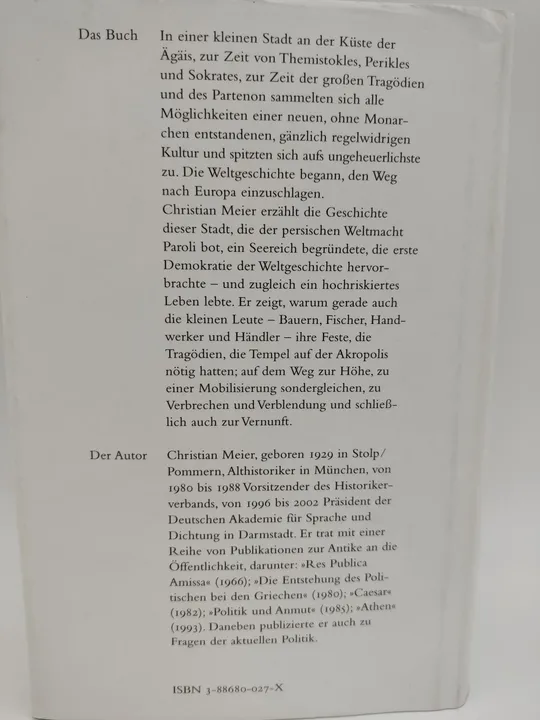 Das Buch
In einer kleinen Stadt an der Küste der
Ägäis, zur Zeit von Themistokles, Perikles
und Sokrates, zur Zeit der großen Tragödien
und des Partenon sammelten sich alle
Möglichkeiten einer neuen, ohne Monar-
chen entstandenen, gänzlich regelwidrigen
Kultur und spitzten sich aufs ungeheuerlichste
zu. Die Weltgeschichte begann, den Weg
nach Europa einzuschlagen.
Christian Meier erzählt die Geschichte
dieser Stadt, die der persischen Weltmacht
Paroli bot, ein Seereich begründete, die erste
Demokratie der Weltgeschichte hervor-
brachte – und zugleich ein hochriskiertes
Leben lebte. Er zeigt, warum gerade auch
die kleinen Leute – Bauern, Fischer, Hand-
werker und Händler – ihre Feste, die
Tragödien, die Tempel auf der Akropolis
nötig hatten; auf dem Weg zur Höhe, zu
einer Mobilisierung sondergleichen, zu
Verbrechen und Verblendung und schließ-
lich auch zur Vernunft.
Der Autor
Christian Meier, geboren 1929 in Stolp/
Pommern, Althistoriker in München, von
1980 bis 1988 Vorsitzender des Historiker-
verbands, von 1996 bis 2002 Präsident der
Deutschen Akademie für Sprache und
Dichtung in Darmstadt. Er trat mit einer
Reihe von Publikationen zur Antike an die
Öffentlichkeit, darunter: »Res Publica
Amissa« (1966); »Die Entstehung des Poli-
tischen bei den Griechen« (1980); »Caesar«
(1982); »Politik und Anmut« (1985); »Athen«
(1993). Daneben publizierte er auch zu
Fragen der aktuellen Politik.
ISBN 3-88680-027-X